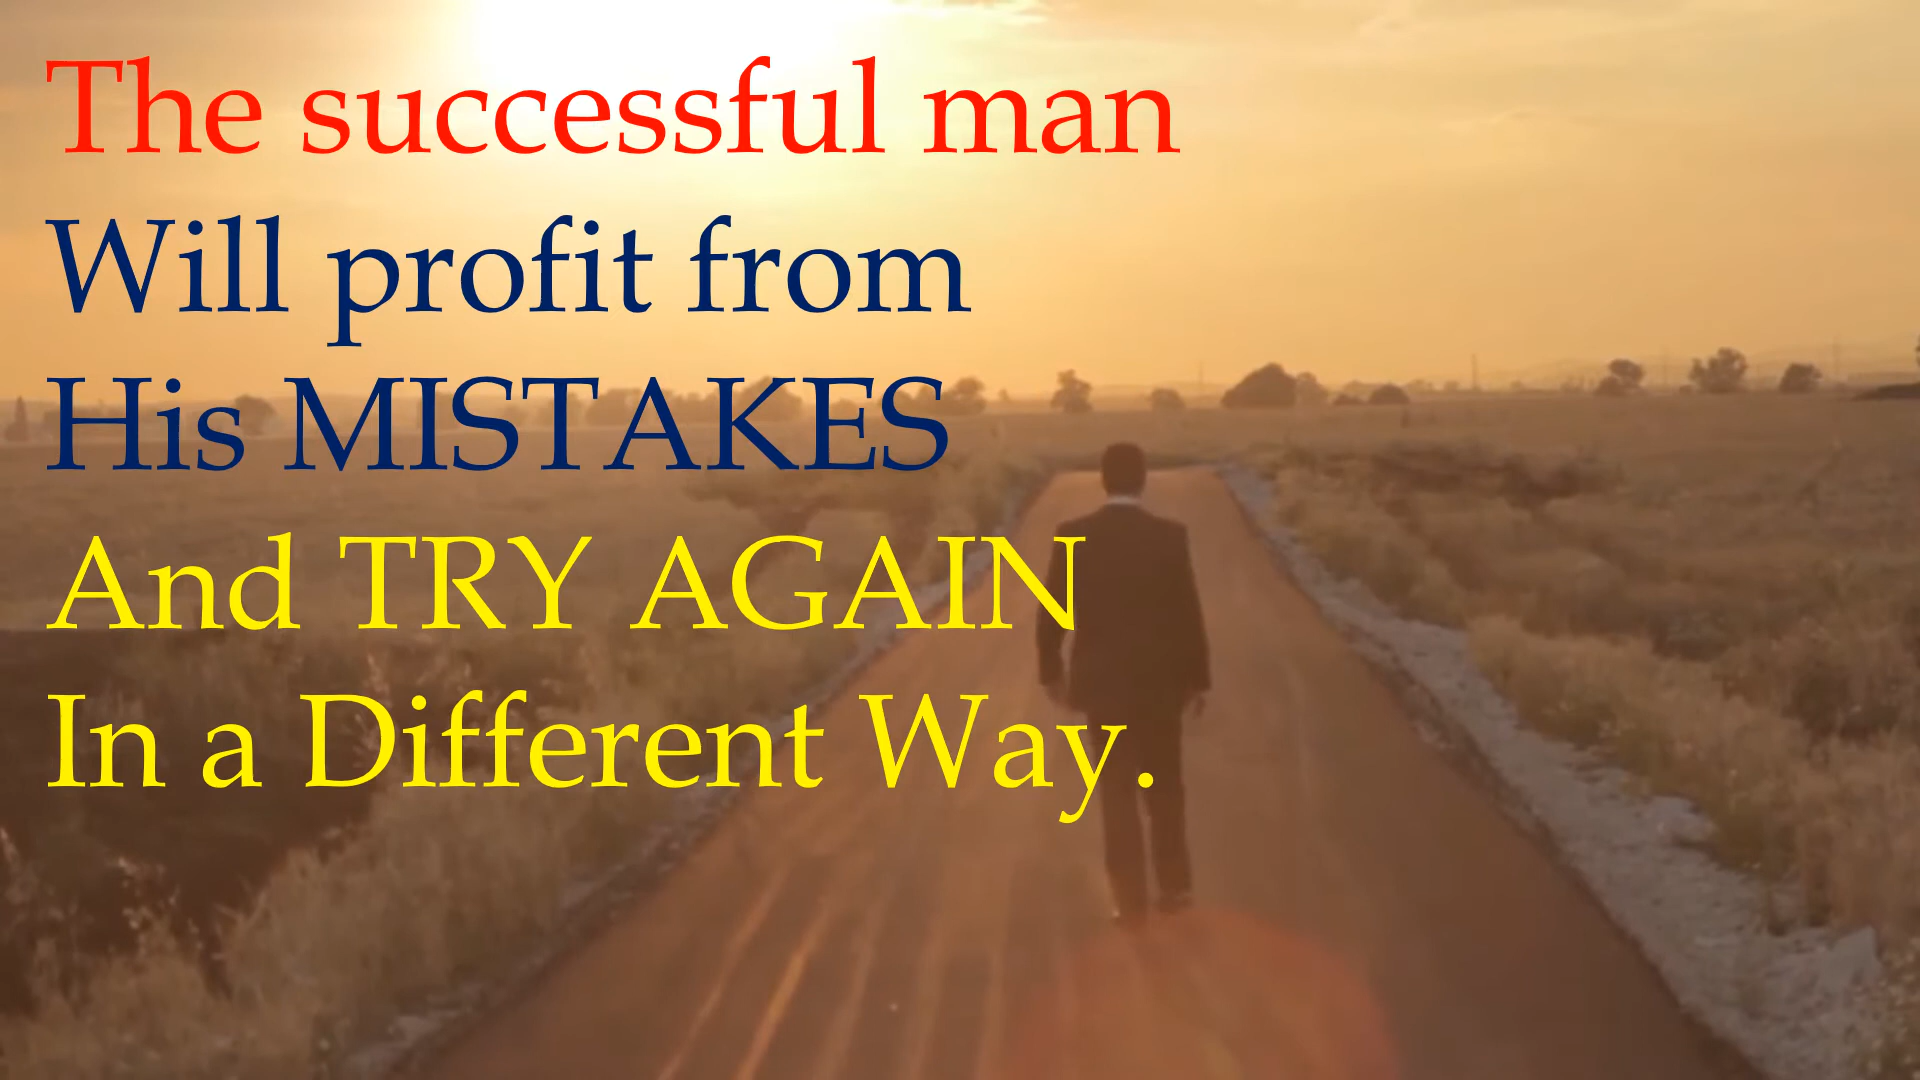 The successful man
Will profit from
His MISTAKES
And TRY AGAIN
In a Different Way.